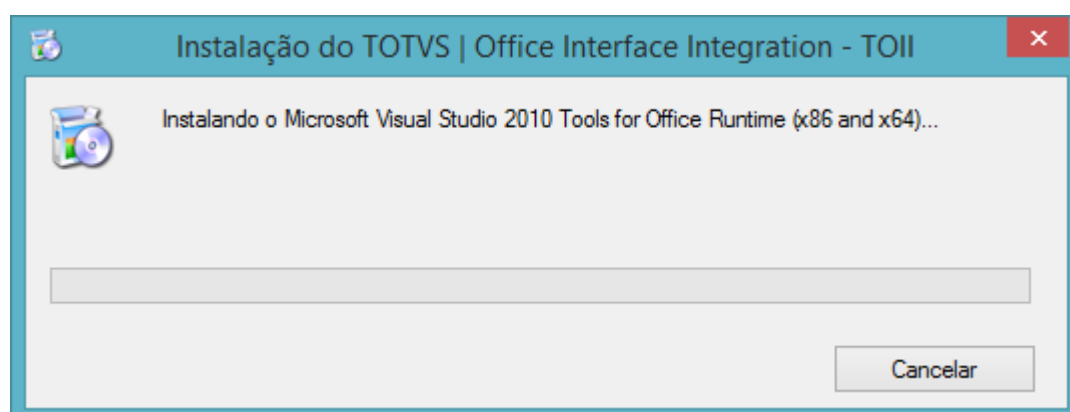 Instalação do TOTVS | Office Interface Integration - TOII
Instalando o Microsoft Visual Studio 2010 Tools for Office Runtime (x86 and x64)...
Cancelar